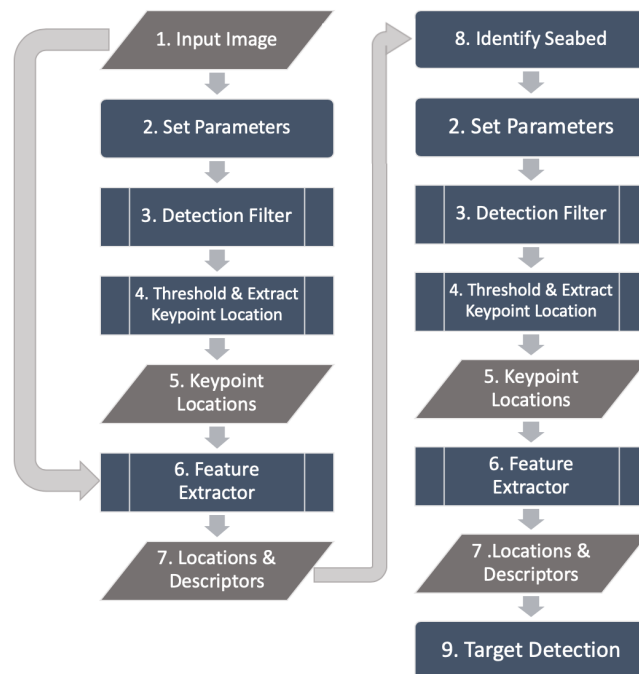 1. Input Image
2. Set Parameters
3. Detection Filter
4. Threshold & Extract
Keypoint Location
5. Keypoint
Locations
6. Feature
Extractor
7. Locations &
Descriptors
8. Identify Seabed
2. Set Parameters
3. Detection Filter
4. Threshold & Extract
Keypoint Location
5. Keypoint
Locations
6. Feature
Extractor
7 .Locations &
Descriptors
9. Target Detection